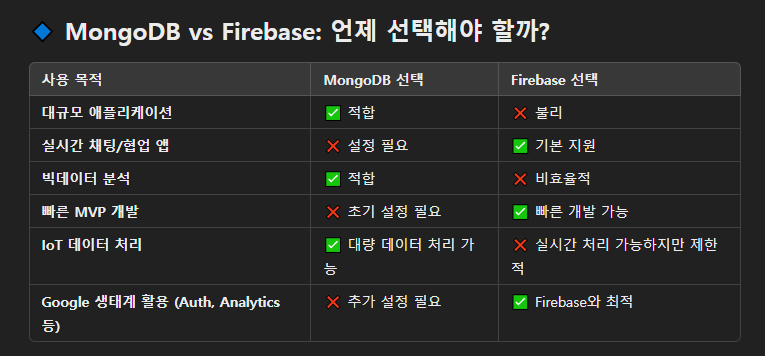 MongoDB vs Firebase: 언제 선택해야 할까?
사용 목적 MongoDB 선택 Firebase 선택
대규모 애플리케이션 ✅ 적합 ❌ 불리
실시간 채팅/협업 앱 ❌ 설정 필요 ✅ 기본 지원
빅데이터 분석 ✅ 적합 ❌ 비효율적
빠른 MVP 개발 ❌ 초기 설정 필요 ✅ 빠른 개발 가능
IoT 데이터 처리 ✅ 대량 데이터 처리 가 ❌ 실시간 처리 가능하지만 제한
능 적
Google 생태계 활용 (Auth, Analytics ❌ 추가 설정 필요 ✅ Firebase와 최적
등)